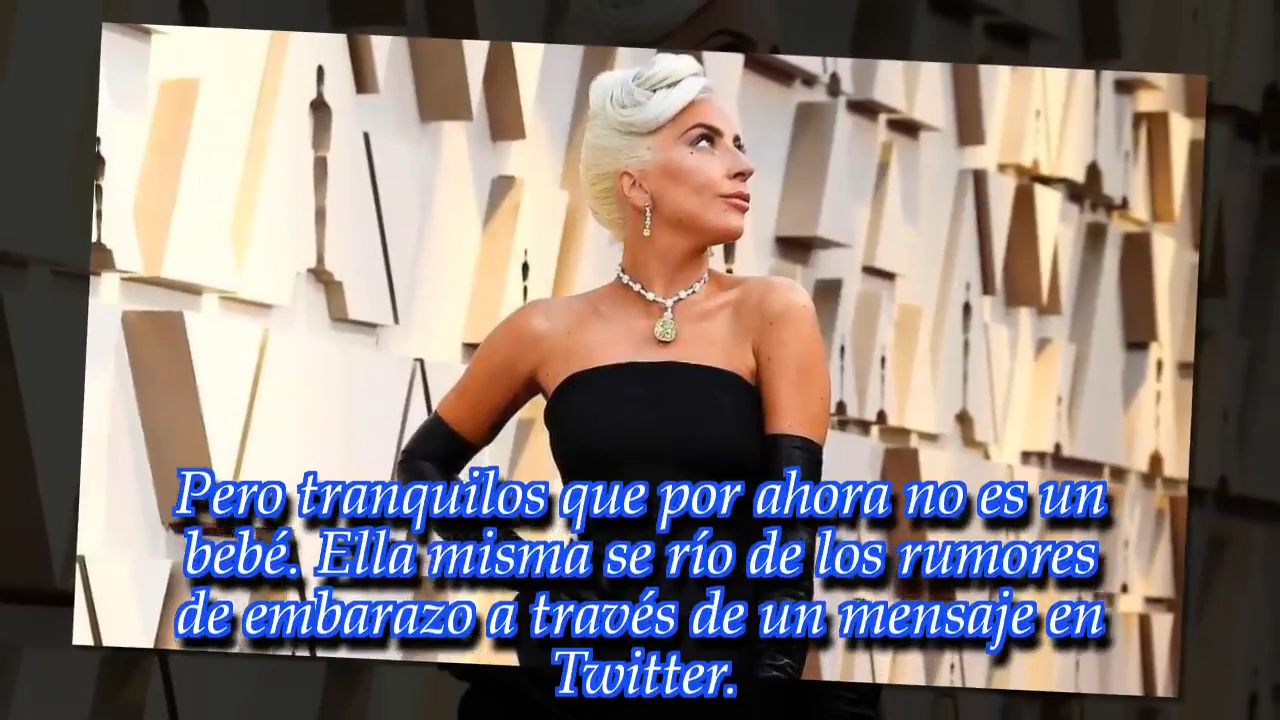 Pero tranquilos que por ahora no es un
bebé. Ella misma se río de los rumores
de embarazo a través de un mensaje en
Twitter.